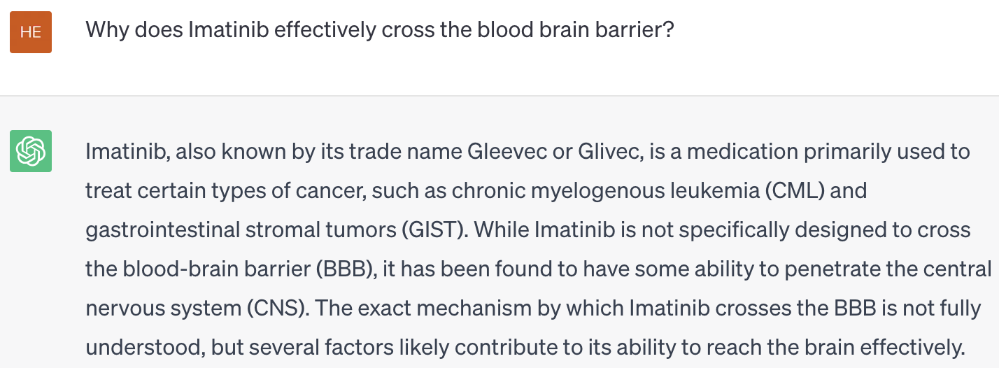 HE
Why does Imatinib effectively cross the blood brain barrier?
Imatinib, also known by its trade name Gleevec or Glivec, is a medication primarily used to
treat certain types of cancer, such as chronic myelogenous leukemia (CML) and
gastrointestinal stromal tumors (GIST). While Imatinib is not specifically designed to cross
the blood-brain barrier (BBB), it has been found to have some ability to penetrate the central
nervous system (CNS). The exact mechanism by which Imatinib crosses the BBB is not fully
understood, but several factors likely contribute to its ability to reach the brain effectively.